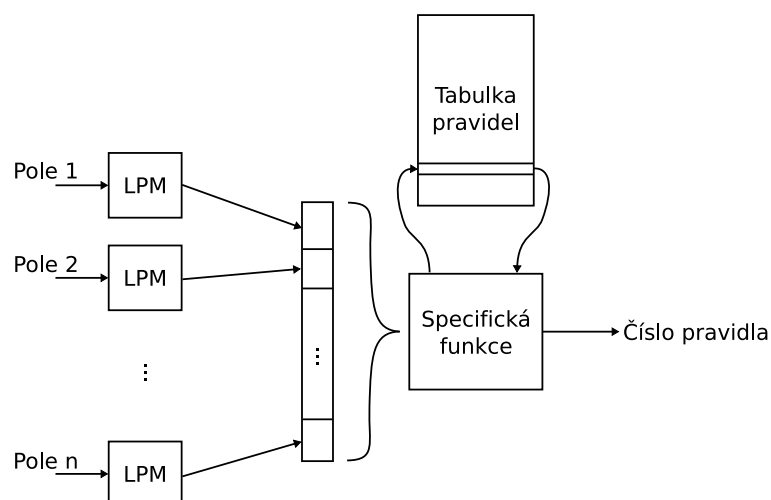 Tabulka
pravidel
Pole 1
LPM
Pole 2
LPM
Specifická
funkce
Číslo pravidla
Pole n
LPM